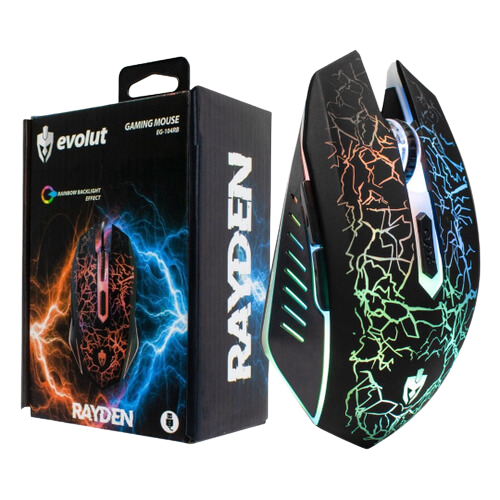 evolut
GAMING MOUSE
EG-104RB
RAINBOW BACKLIGHT
EFFECT
RAYDEN
RAYDEN